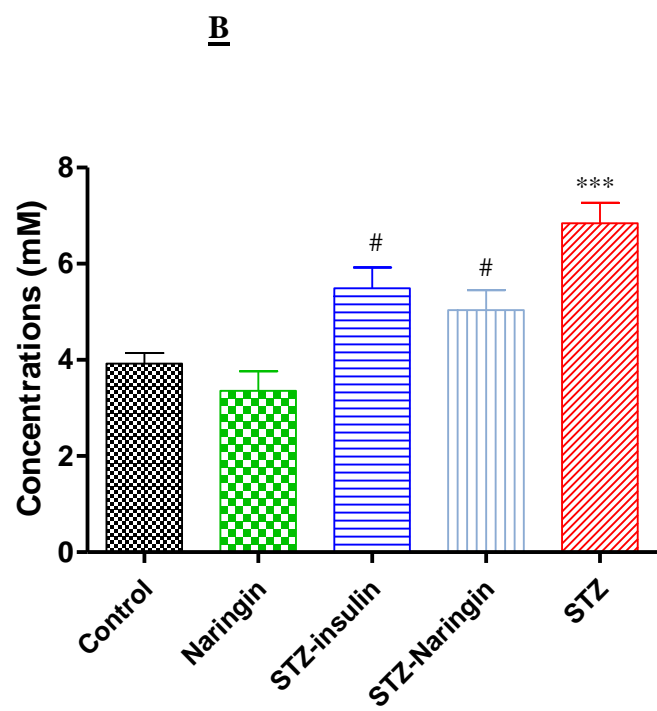 B
Concentrations (mM)
8
6
4
2
0
#
#
***
Control
Naringin
STZ-insulin
STZ-Naringin
STZ